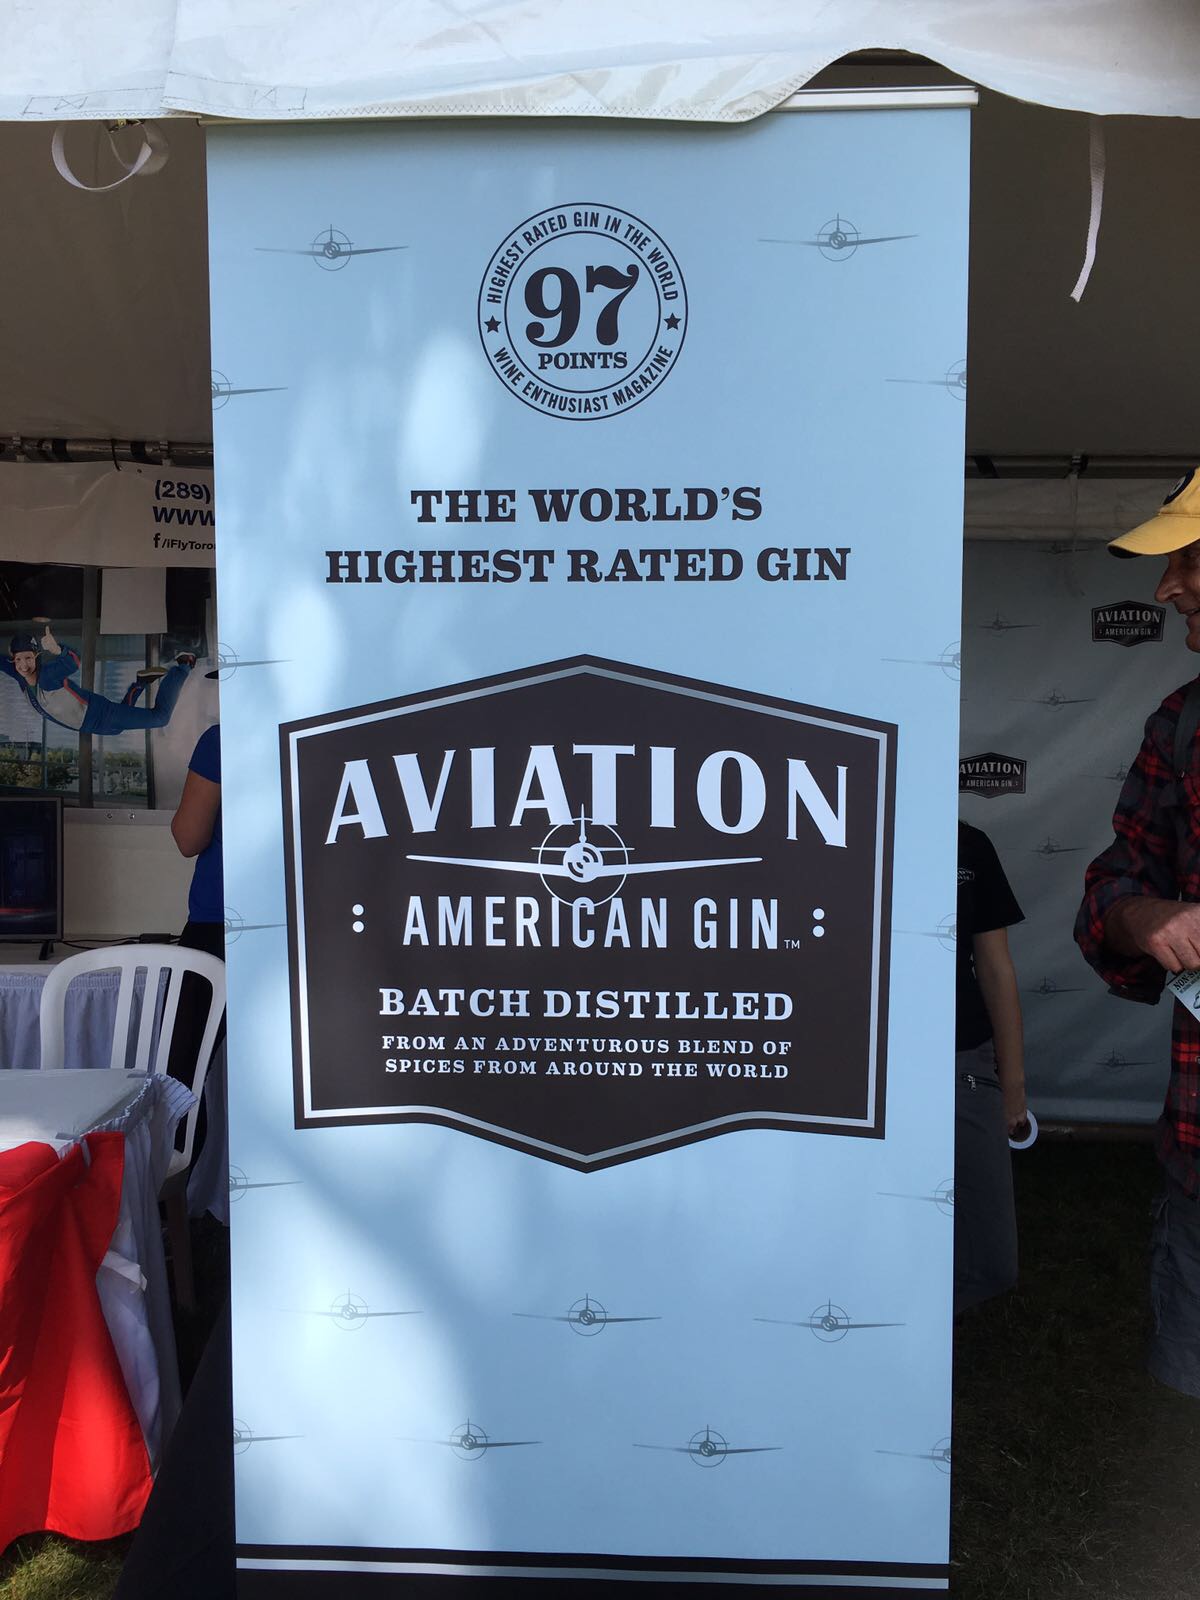 HIGHEST RATED GIN IN THE WORLD
97
POINTS
WINE ENTHUSIAST MAGAZINE
THE WORLD'S
HIGHEST RATED GIN
AVIATION
: AMERICAN GIN™ :
BATCH DISTILLED
FROM AN ADVENTUROUS BLEND OF
SPICES FROM AROUND THE WORLD
(289)
WWW
f/iFlyToro
AVIATION
AMERICAN GIN
AVIATION
AMERICAN GIN